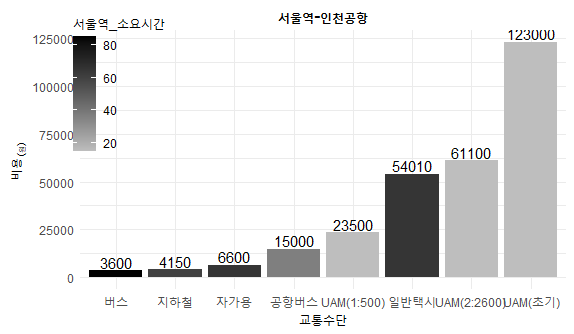 서울역-인천공항
서울역_소요시간
80
60
40
20
비용(원)
125000
100000
75000
50000
25000
0
3600
4150
6600
15000
23500
54010
61100
123000
버스
지하철
자가용
공항버스
UAM(1:500)
일반택시
UAM(2:2600)
UAM(초기)
교통수단